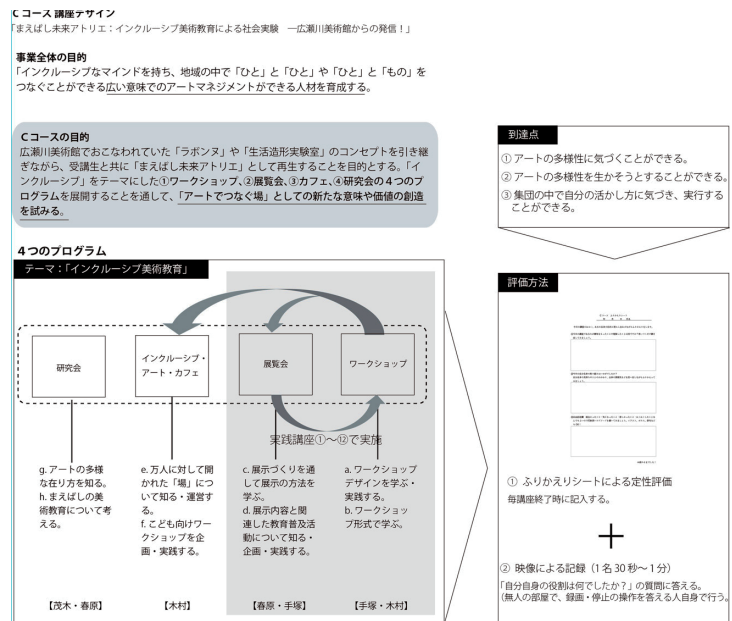 C コース 講座デザイン
「まえばし未来アトリエ：インクルーシブ美術教育による社会実験　―広瀬川美術館からの発信！」
事業全体の目的
「インクルーシブなマインドを持ち、地域の中で「ひと」と「ひと」や「ひと」と「もの」を
つなぐことができる広い意味でのアートマネジメントができる人材を育成する。
Cコースの目的
広瀬川美術館でおこなわれていた「ラボンヌ」や「生活造形実験室」のコンセプトを引き継
ぎながら、受講生と共に「まえばし未来アトリエ」として再生することを目的とする。「イ
ンクルーシブ」をテーマにした①ワークショップ、②展覧会、③カフェ、④研究会の４つのプ
ログラムを展開することを通して、「アートでつなぐ場」としての新たな意味や価値の創造
を試みる。
４つのプログラム
テーマ：「インクルーシブ美術教育」
研究会
インクルーシブ・
アート・カフェ
展覧会
ワークショップ
実践講座①〜⑫で実施
g. アートの多様
な在り方を知る。
h. まえばしの美
術教育について考
える。
e. 万人に対して開
かれた「場」につ
いて知る・運営す
る。
f. こども向けワー
クショップを企
画・実践する。
c. 展示づくりを通
して展示の方法を
学ぶ。
d. 展示内容と関
連した教育普及活
動について知る・
企画・実践する。
a. ワークショップ
デザインを学ぶ・
実践する。
b. ワークショッ
プ形式で学ぶ。
【茂木・春原】
【木村】
【春原・手塚】
【手塚・木村】
到達点
① アートの多様性に気づくことができる。
② アートの多様性を生かそうとすることができる。
③ 集団の中で自分の活かし方に気づき、実行する
ことができる。
評価方法
① ふりかえりシートによる定性評価
毎講座終了時に記入する。
＋
② 映像による記録（1 名 30 秒〜 1 分）
「自分自身の役割は何でしたか？」の質問に答える。
（無人の部屋で、録画・停止の操作を答える人自身で行う。